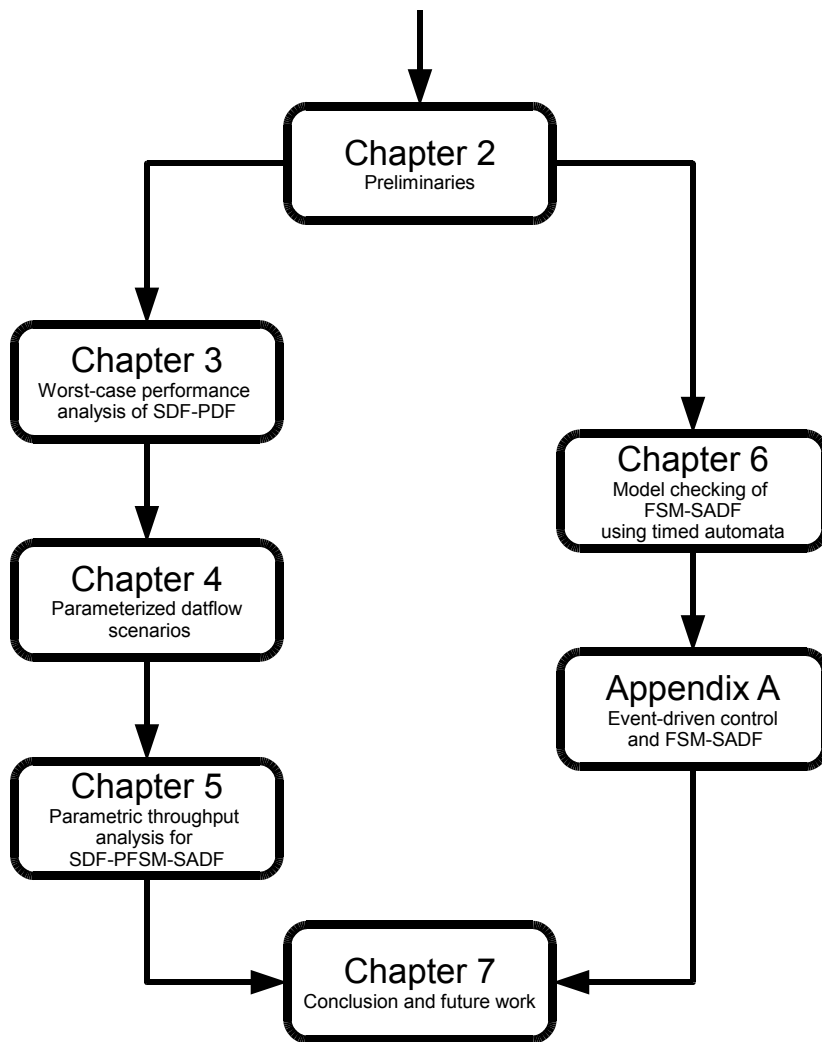 Chapter 2
Preliminaries
Chapter 3
Worst-case performance
analysis of SDF-PDF
Chapter 4
Parameterized datflow
scenarios
Chapter 5
Parametric throughput
analysis for
SDF-PFSM-SADF
Chapter 6
Model checking of
FSM-SADF
using timed automata
Appendix A
Event-driven control
and FSM-SADF
Chapter 7
Conclusion and future work